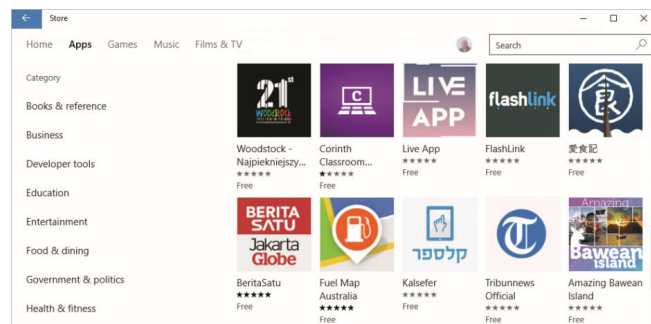 Store
Home Apps Games Music Films & TV
Search
Category
Books & reference
Business
Developer tools
Education
Entertainment
Food & dining
Government & politics
Health & fitness
21st
WOODSTOCK
C
LIVE
APP
flashlink
食
Woodstock -
Najpiekniejszy...
Free
Corinth
Classroom...
Free
Live App
Free
FlashLink
Free
愛食記
Free
BERITA
SATU
Jakarta
Globe
קלספר
T
Amazing
Bawean
island
BeritaSatu
Free
Fuel Map
Australia
Free
Kalsefer
Free
Tribunnews
Official
Free
Amazing Bawean
Island
Free